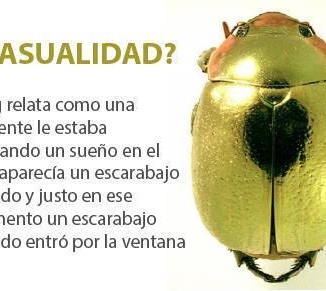 ASUALIDAD?
g relata como una
ente le estaba
ando un sueño en el
aparecía un escarabajo
do y justo en ese
mento un escarabajo
do entró por la ventana